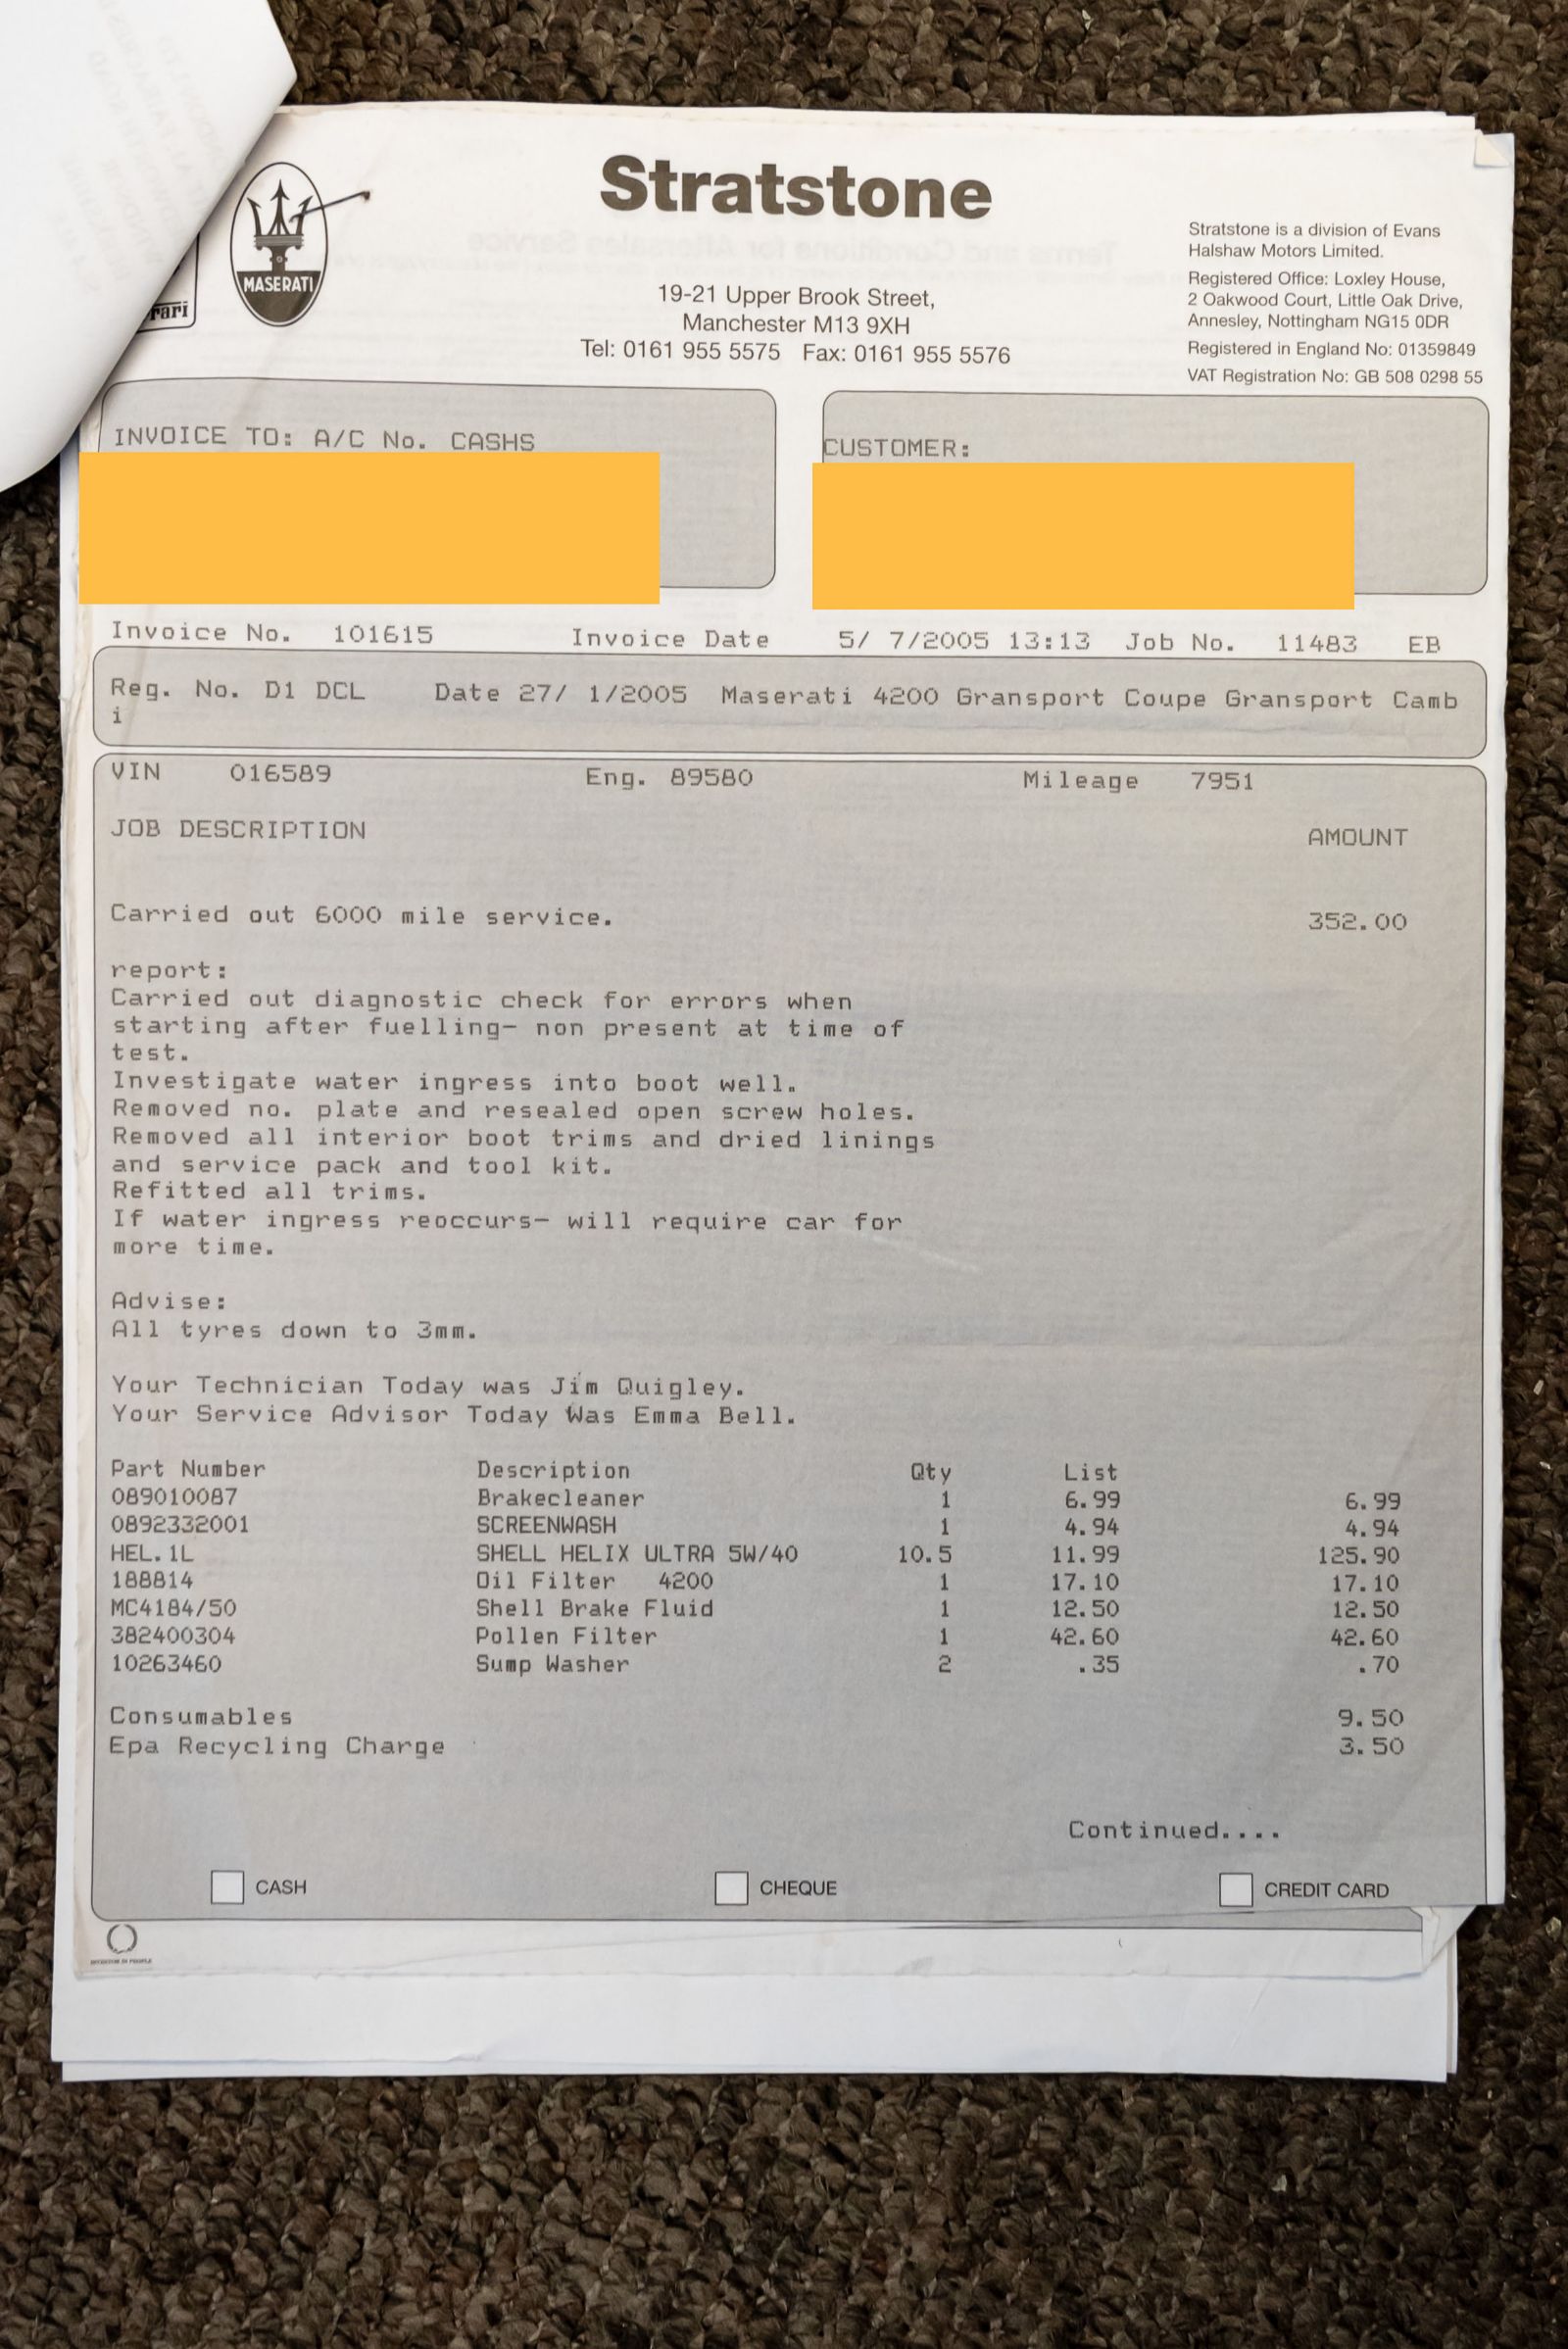 Stratstone
MASERATI
19-21 Upper Brook Street,
Manchester M13 9XH
Tel: 0161 955 5575 Fax: 0161 955 5576
Stratstone is a division of Evans
Halshaw Motors Limited.
Registered Office: Loxley House,
2 Oakwood Court, Little Oak Drive,
Annesley, Nottingham NG15 0DR
Registered in England No: 01359849
VAT Registration No: GB 508 0298 55
INVOICE TO: A/C No. CASHS
CUSTOMER:
Invoice No. 101615 Invoice Date 5/ 7/2005 13:13 Job No. 11483 EB
Reg. No. D1 DCL Date 27/ 1/2005 Maserati 4200 Gransport Coupe Gransport Camb
i
VIN 016589 Eng. 89580 Mileage 7951
JOB DESCRIPTION AMOUNT
Carried out 6000 mile service. 352.00
report:
Carried out diagnostic check for errors when
starting after fuelling- non present at time of
test.
Investigate water ingress into boot well.
Removed no. plate and resealed open screw holes.
Removed all interior boot trims and dried linings
and service pack and tool kit.
Refitted all trims.
If water ingress reoccurs- will require car for
more time.
Advise:
All tyres down to 3mm.
Your Technician Today was Jim Quigley.
Your Service Advisor Today Was Emma Bell.
Part Number Description Qty List
089010087 Brakecleaner 1 6.99 6.99
0892332001 SCREENWASH 1 4.94 4.94
HEL.1L SHELL HELIX ULTRA 5W/40 10.5 11.99 125.90
188814 Oil Filter 4200 1 17.10 17.10
MC4184/50 Shell Brake Fluid 1 12.50 12.50
382400304 Pollen Filter 1 42.60 42.60
10263460 Sump Washer 2 .35 .70
Consumables 9.50
Epa Recycling Charge 3.50
Continued....
CASH CHEQUE CREDIT CARD